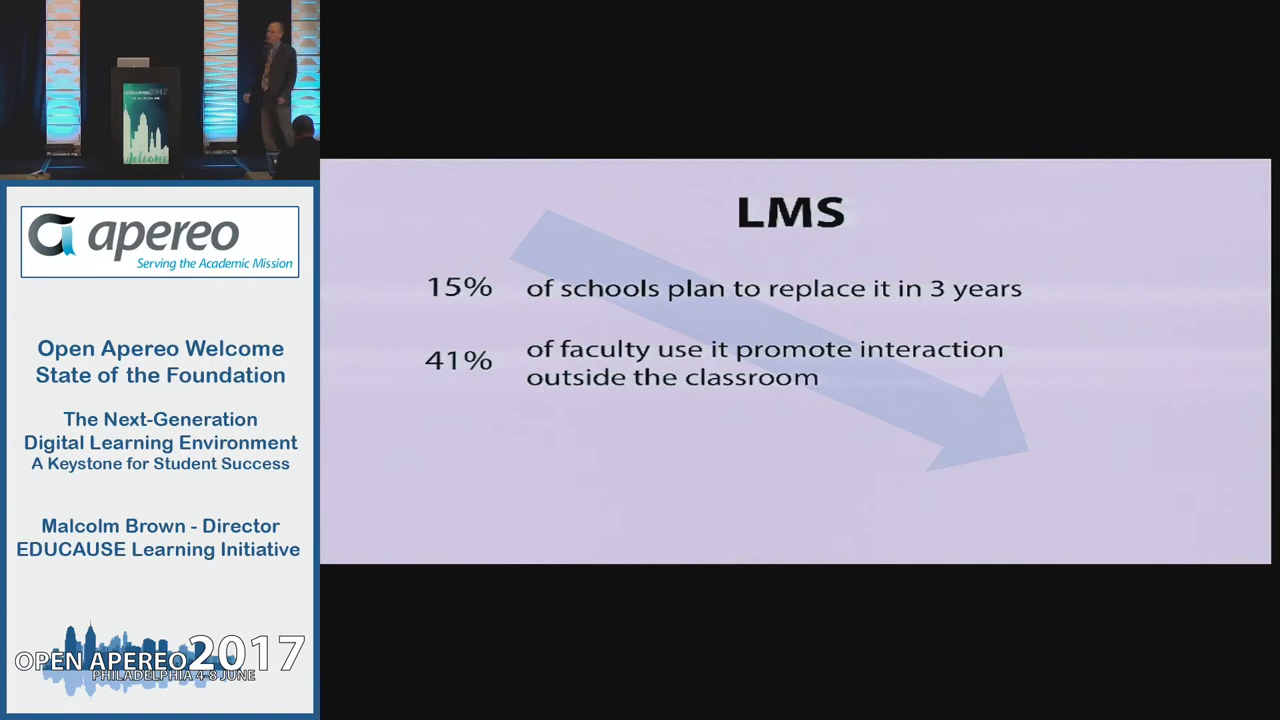 Welcome
apereo
Serving the Academic Mission
Open Apereo Welcome
State of the Foundation
The Next-Generation
Digital Learning Environment
A Keystone for Student Success
Malcolm Brown - Director
EDUCAUSE Learning Initiative
OPEN APEREO 2017
PHILADELPHIA 4-8 JUNE
LMS
15% of schools plan to replace it in 3 years
41% of faculty use it promote interaction
outside the classroom